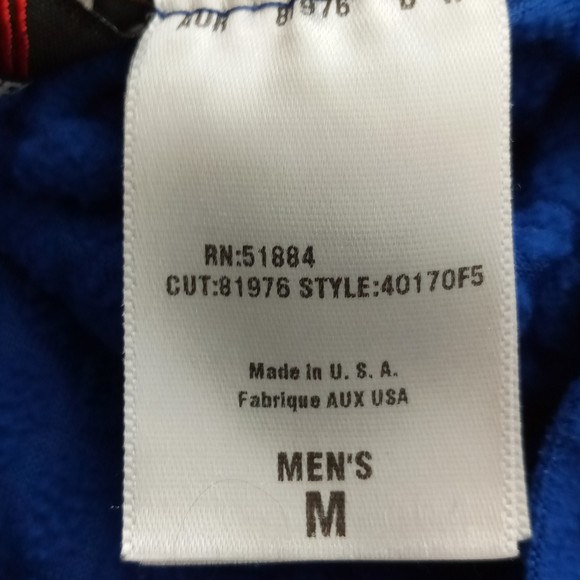 RN:51884
CUT:81976 STYLE:40170F5
Made in U. S. A.
Fabrique AUX USA
MEN'S
M